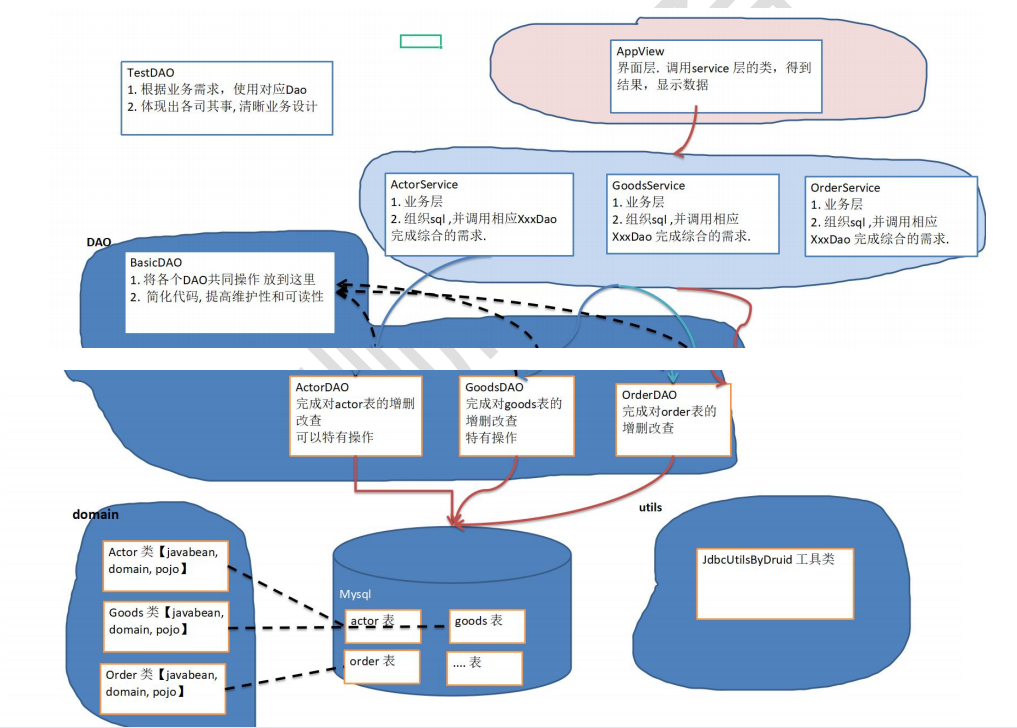 TestDAO
1. 根据业务需求，使用对应Dao
2. 体现出各司其事, 清晰业务设计
AppView
界面层. 调用service 层的类，得到
结果，显示数据
ActorService
1. 业务层
2. 组织sql ,并调用相应XxxDao
完成综合的需求.
GoodsService
1. 业务层
2. 组织sql ,并调用相应
XxxDao 完成综合的需求.
OrderService
1. 业务层
2. 组织sql ,并调用相应
XxxDao 完成综合的需求.
DAO
BasicDAO
1. 将各个DAO共同操作 放到这里
2. 简化代码, 提高维护性和可读性
ActorDAO
完成对actor表的增删
改查
可以特有操作
GoodsDAO
完成对goods表的
增删改查
特有操作
OrderDAO
完成对order表的
增删改查
domain
Actor 类【javabean,
domain, pojo】
Goods 类【javabean,
domain, pojo】
Order 类【javabean,
domain, pojo】
Mysql
actor 表
goods 表
order 表
.... 表
utils
JdbcUtilsByDruid 工具类